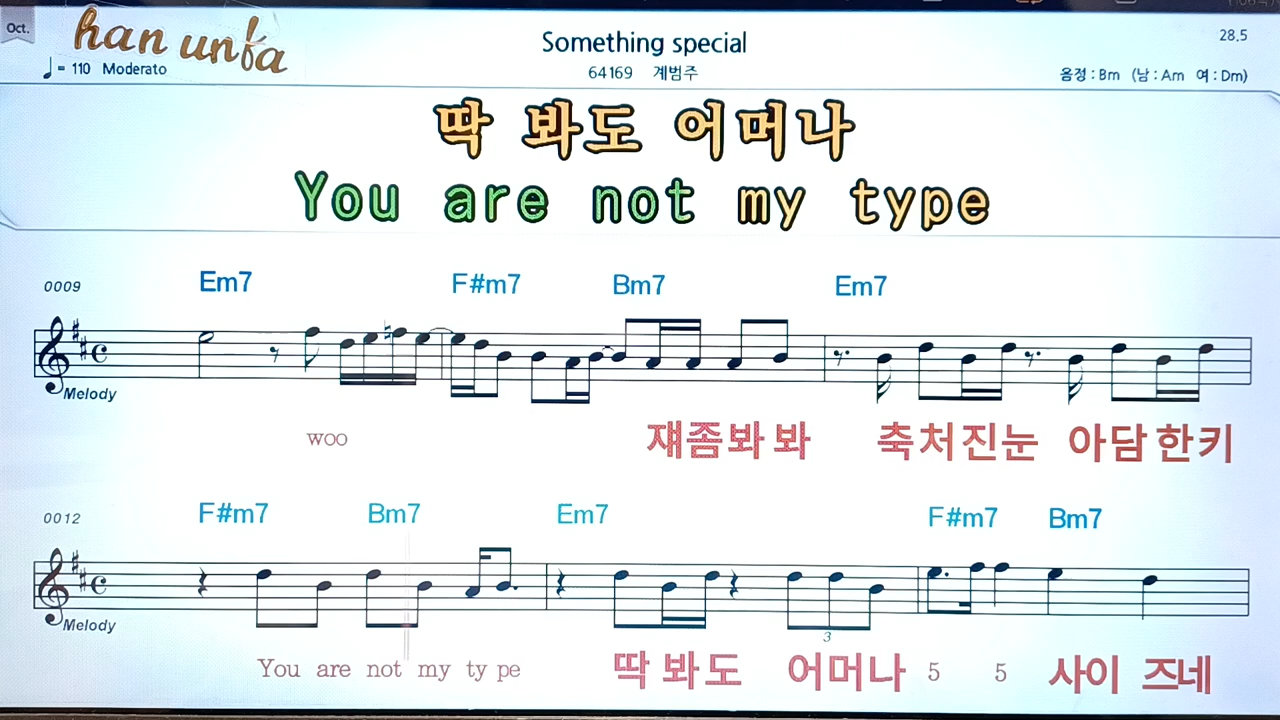 Oct.
han un!a
Something special
28.5
♩= 110 Moderato
64169 계범주
음정 : Bm (남 : Am 여 : Dm)
딱 봐도 어머나
You are not my type
0009 Em7 F#m7 Bm7 Em7
Melody
woo 쟤좀봐 봐 축처진눈 아담한키
0012 F#m7 Bm7 Em7 F#m7 Bm7
3
Melody
You are not my ty pe 딱봐도 어머나 5 5 사이 즈네